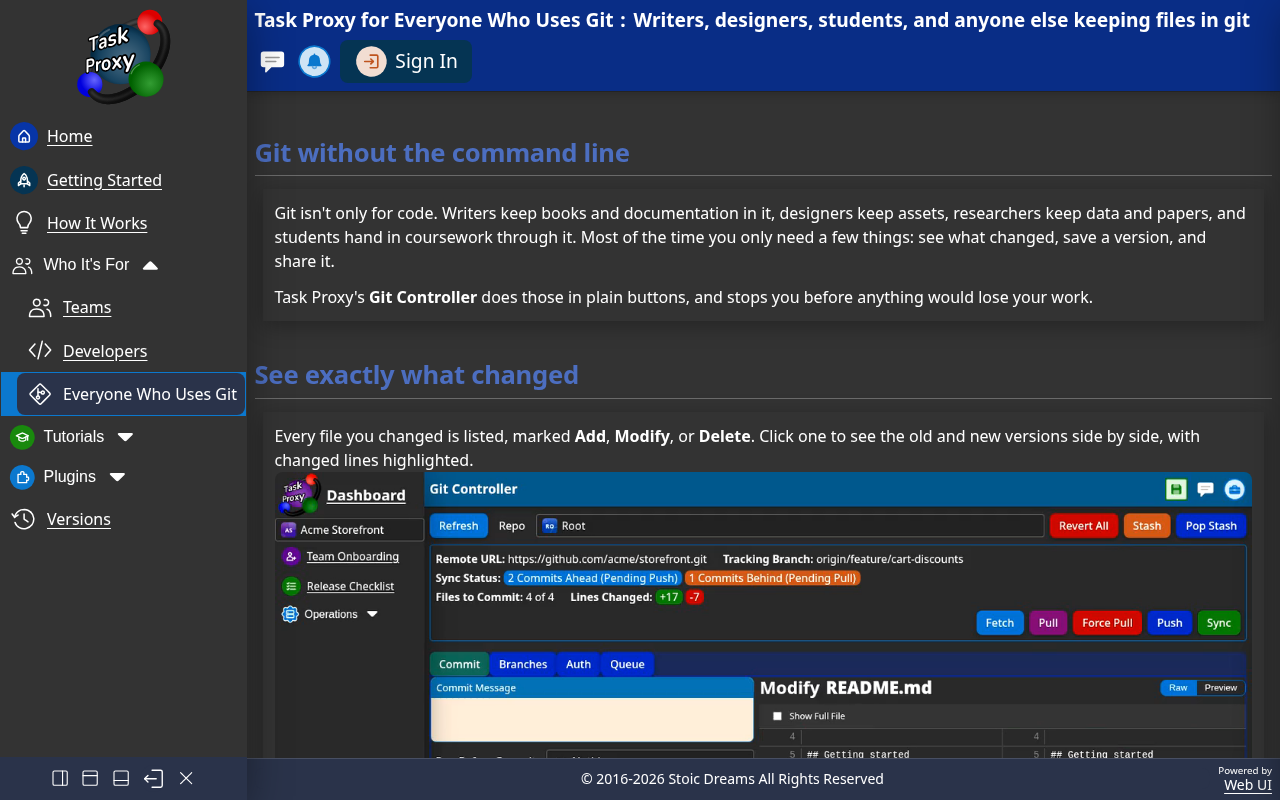 Task Proxy
Home
Getting Started
How It Works
Who It's For
Teams
Developers
Everyone Who Uses Git
Tutorials
Plugins
Versions
Task Proxy for Everyone Who Uses Git : Writers, designers, students, and anyone else keeping files in git
Sign In
Git without the command line
Git isn't only for code. Writers keep books and documentation in it, designers keep assets, researchers keep data and papers, and
students hand in coursework through it. Most of the time you only need a few things: see what changed, save a version, and
share it.
Task Proxy's Git Controller does those in plain buttons, and stops you before anything would lose your work.
See exactly what changed
Every file you changed is listed, marked Add, Modify, or Delete. Click one to see the old and new versions side by side, with
changed lines highlighted.
Task Proxy
Dashboard
Acme Storefront
Team Onboarding
Release Checklist
Operations
Git Controller
Refresh Repo Root Revert All Stash Pop Stash
Remote URL: https://github.com/acme/storefront.git Tracking Branch: origin/feature/cart-discounts
Sync Status: 2 Commits Ahead (Pending Push) 1 Commits Behind (Pending Pull)
Files to Commit: 4 of 4 Lines Changed: +17 -7
Fetch Pull Force Pull Push Sync
Commit Branches Auth Queue
Commit Message
Modify README.md Raw Preview
Show Full File
4 4
5 ## Getting started 5 ## Getting started
© 2016-2026 Stoic Dreams All Rights Reserved
Powered by
Web UI